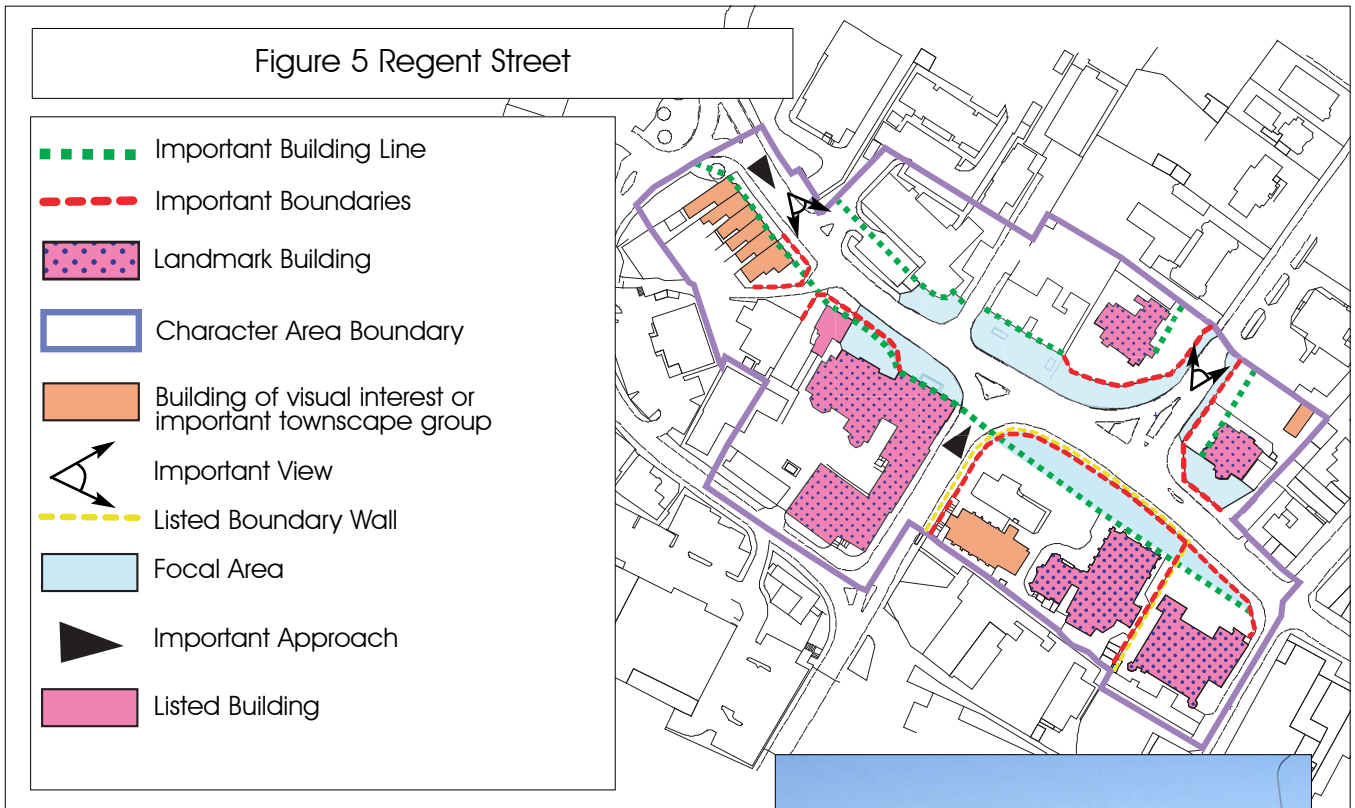 Figure 5 Regent Street
Important Building Line
Important Boundaries
Landmark Building
Character Area Boundary
Building of visual interest or
important townscape group
Important View
Listed Boundary Wall
Focal Area
Important Approach
Listed Building